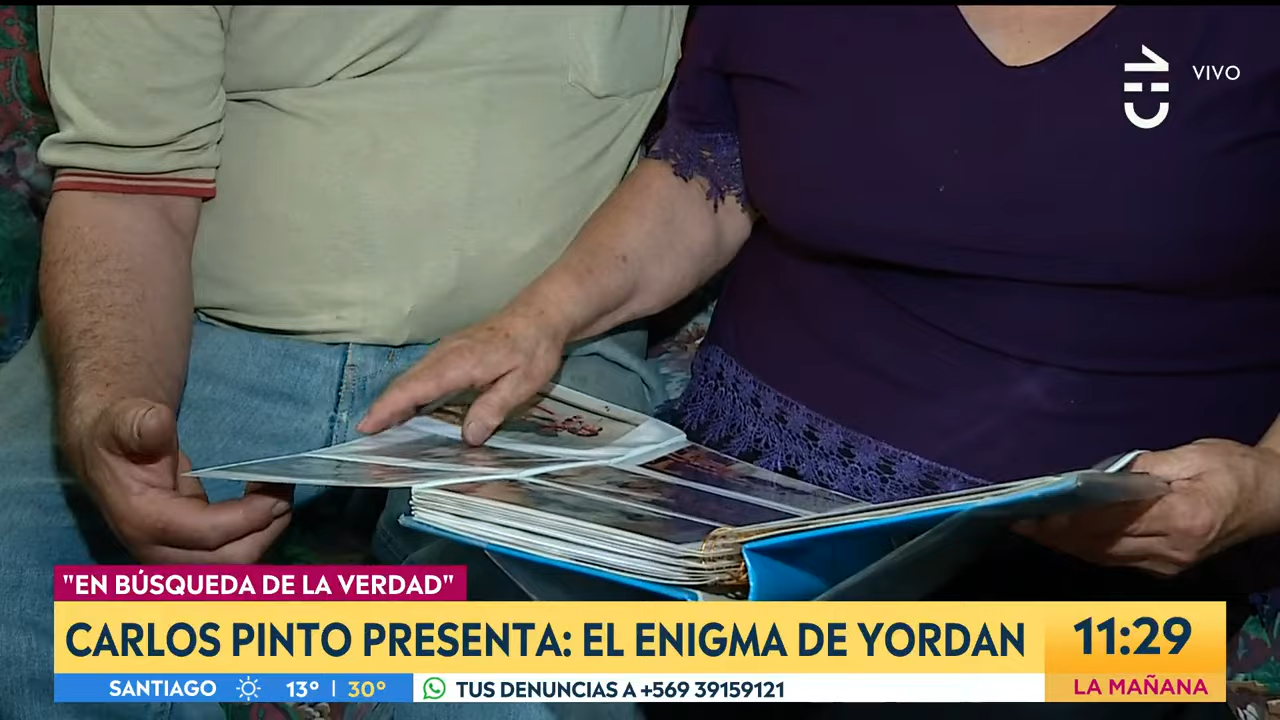 CHV
VIVO
"EN BÚSQUEDA DE LA VERDAD"
CARLOS PINTO PRESENTA: EL ENIGMA DE YORDAN
11:29
SANTIAGO 13° | 30°
TUS DENUNCIAS A +569 39159121
LA MAÑANA